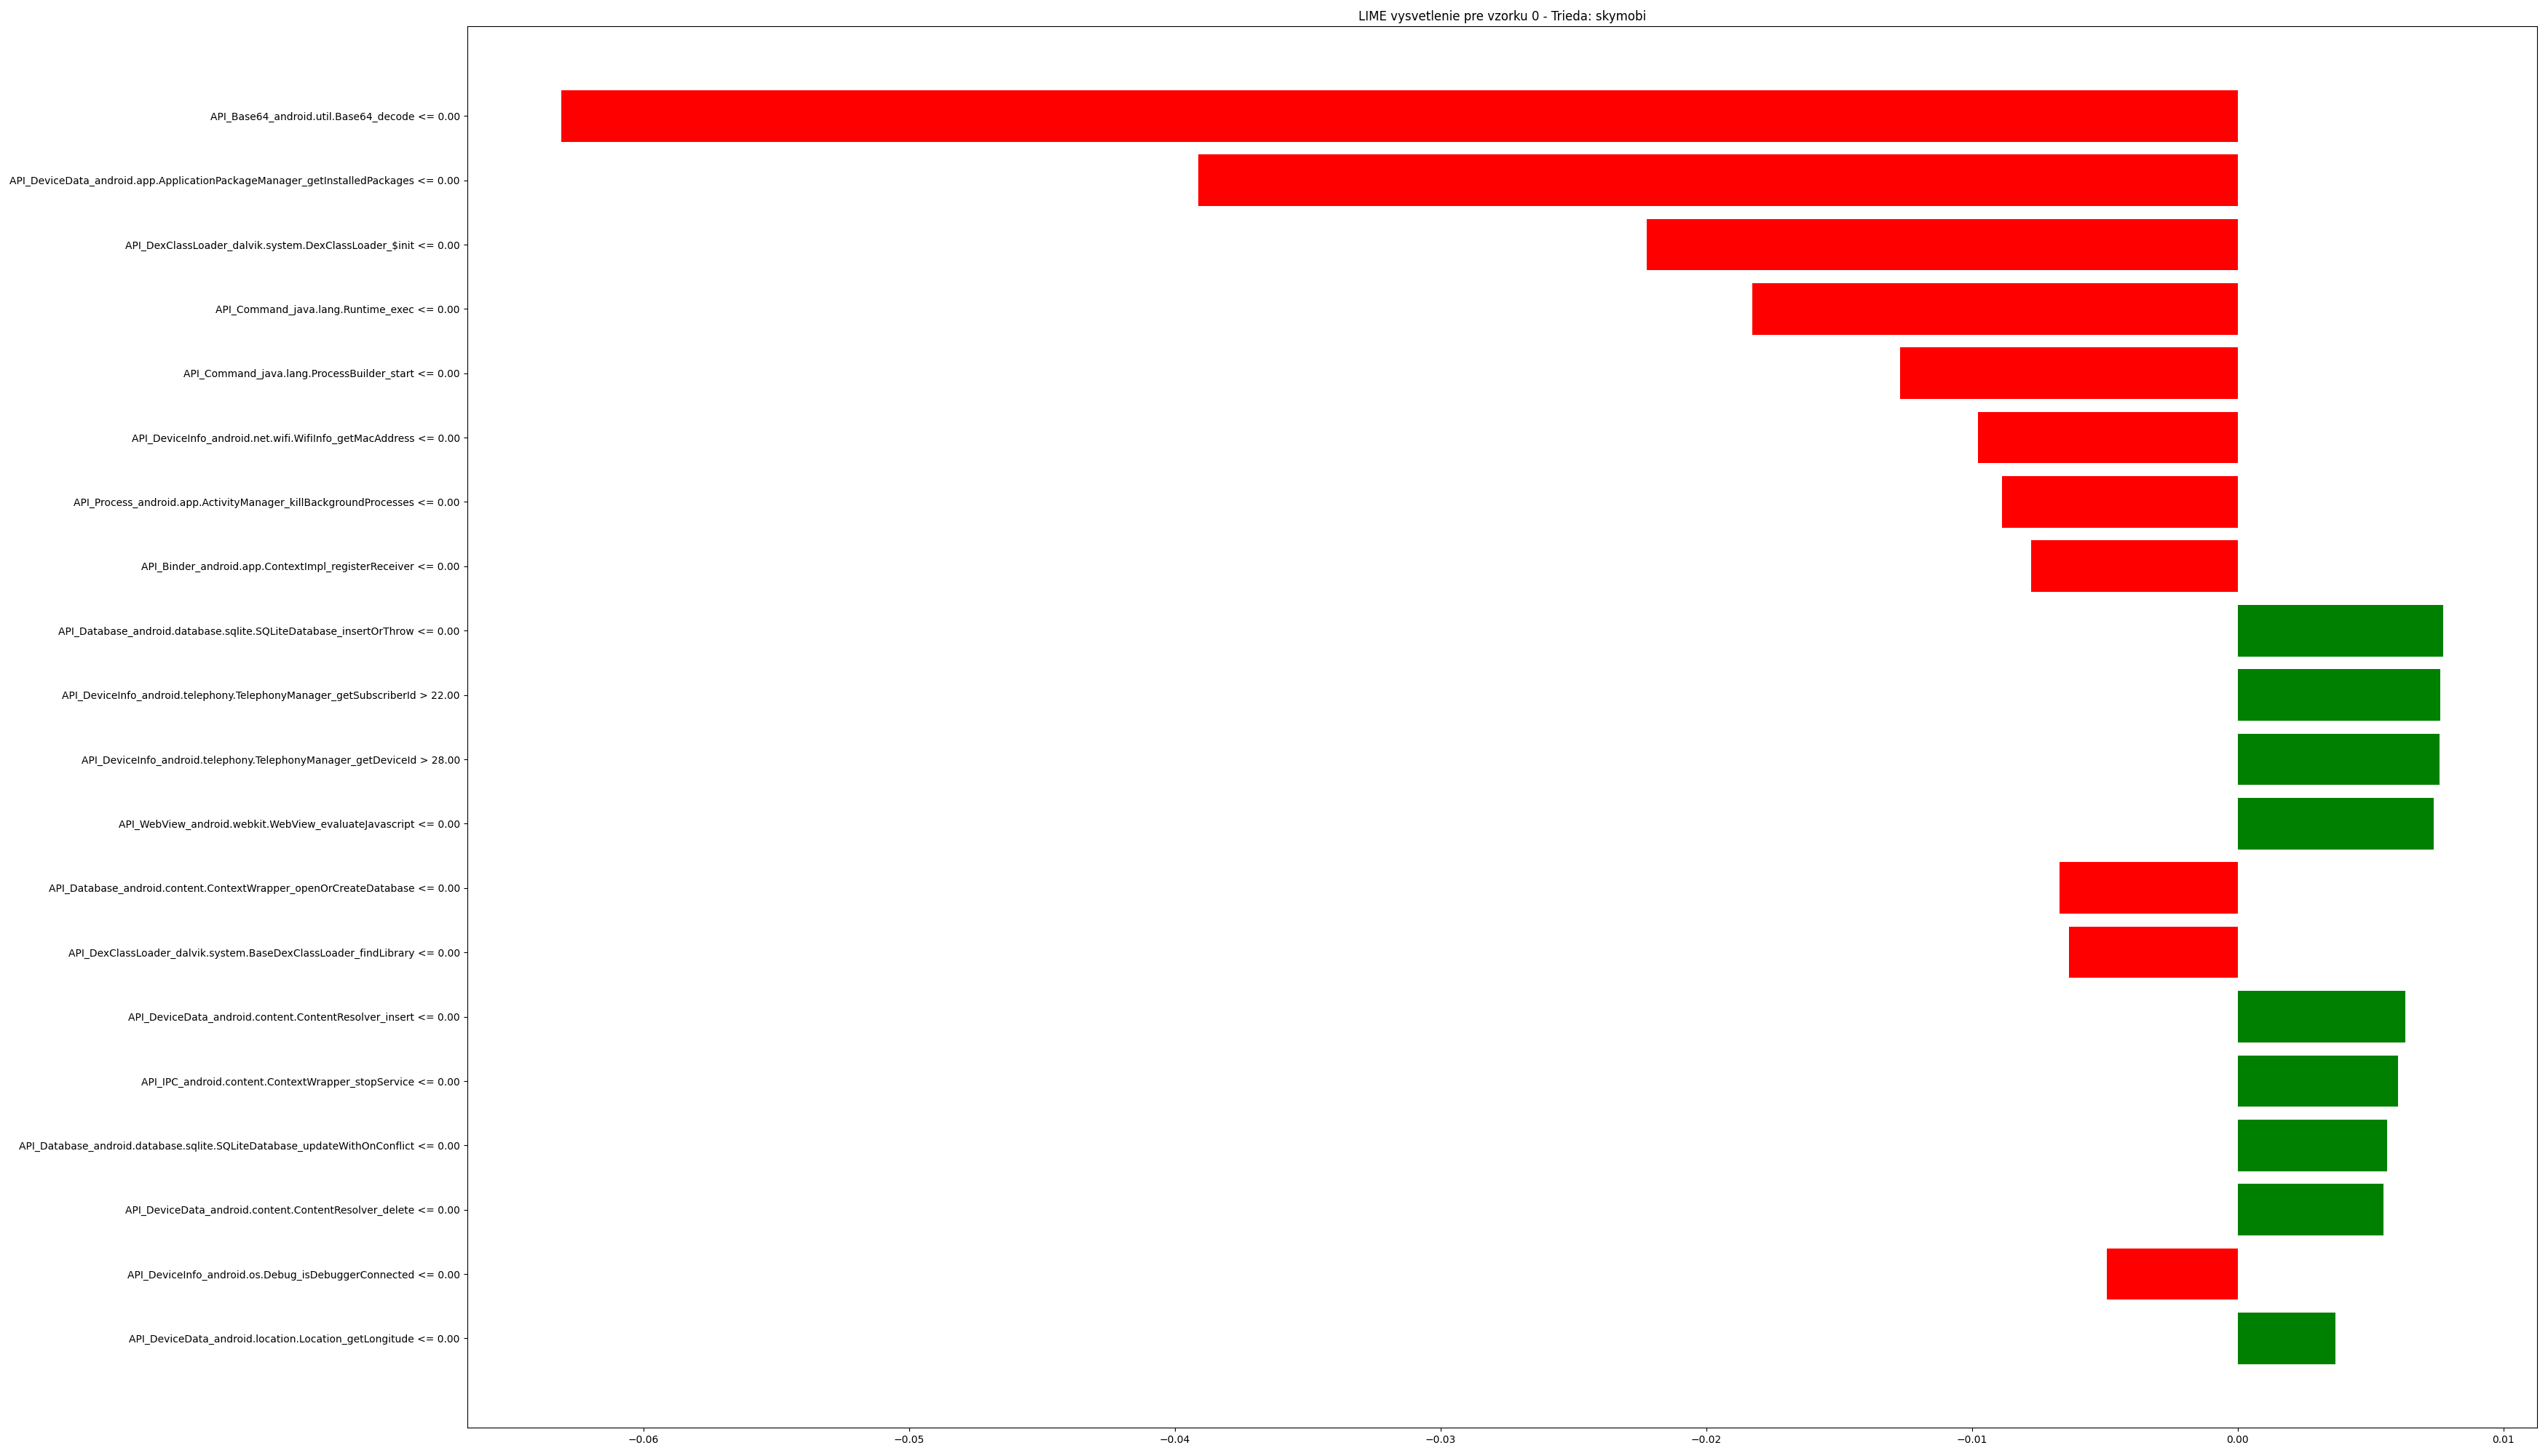 LIME vysvetlenie pre vzorku 0 - Trieda: skymobi
API_Base64_android.util.Base64_decode <= 0.00
API_DeviceData_android.app.ApplicationPackageManager_getInstalledPackages <= 0.00
API_DexClassLoader_dalvik.system.DexClassLoader_$init <= 0.00
API_Command_java.lang.Runtime_exec <= 0.00
API_Command_java.lang.ProcessBuilder_start <= 0.00
API_DeviceInfo_android.net.wifi.WifiInfo_getMacAddress <= 0.00
API_Process_android.app.ActivityManager_killBackgroundProcesses <= 0.00
API_Binder_android.app.ContextImpl_registerReceiver <= 0.00
API_Database_android.database.sqlite.SQLiteDatabase_insertOrThrow <= 0.00
API_DeviceInfo_android.telephony.TelephonyManager_getSubscriberId > 22.00
API_DeviceInfo_android.telephony.TelephonyManager_getDeviceId > 28.00
API_WebView_android.webkit.WebView_evaluateJavascript <= 0.00
API_Database_android.content.ContextWrapper_openOrCreateDatabase <= 0.00
API_DexClassLoader_dalvik.system.BaseDexClassLoader_findLibrary <= 0.00
API_DeviceData_android.content.ContentResolver_insert <= 0.00
API_IPC_android.content.ContextWrapper_stopService <= 0.00
API_Database_android.database.sqlite.SQLiteDatabase_updateWithOnConflict <= 0.00
API_DeviceData_android.content.ContentResolver_delete <= 0.00
API_DeviceInfo_android.os.Debug_isDebuggerConnected <= 0.00
API_DeviceData_android.location.Location_getLongitude <= 0.00
−0.06 −0.05 −0.04 −0.03 −0.02 −0.01 0.00 0.01